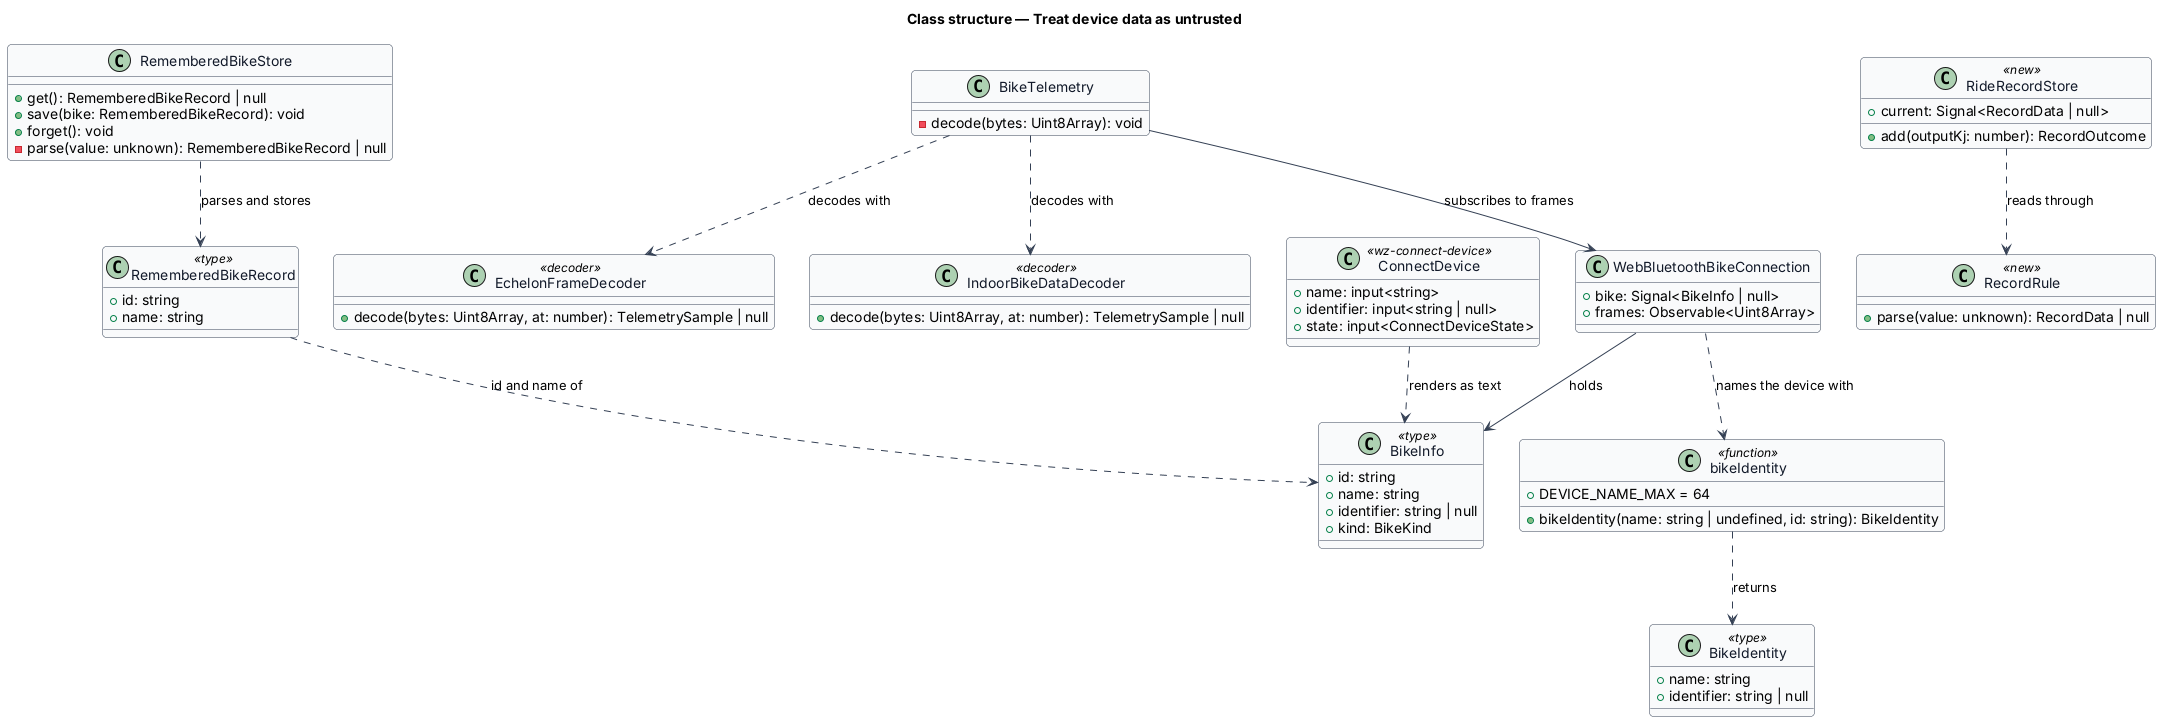 Class structure — Treat device data as untrusted
C RememberedBikeStore
get(): RememberedBikeRecord | null
save(bike: RememberedBikeRecord): void
forget(): void
parse(value: unknown): RememberedBikeRecord | null
C BikeTelemetry
decode(bytes: Uint8Array): void
«new»
C RideRecordStore
current: Signal<RecordData | null>
add(outputKj: number): RecordOutcome
parses and stores
decodes with
decodes with
subscribes to frames
reads through
«type»
C RememberedBikeRecord
id: string
name: string
«decoder»
C EchelonFrameDecoder
decode(bytes: Uint8Array, at: number): TelemetrySample | null
«decoder»
C IndoorBikeDataDecoder
decode(bytes: Uint8Array, at: number): TelemetrySample | null
«wz-connect-device»
C ConnectDevice
name: input<string>
identifier: input<string | null>
state: input<ConnectDeviceState>
C WebBluetoothBikeConnection
bike: Signal<BikeInfo | null>
frames: Observable<Uint8Array>
«new»
C RecordRule
parse(value: unknown): RecordData | null
id and name of
renders as text
holds
names the device with
«type»
C BikeInfo
id: string
name: string
identifier: string | null
kind: BikeKind
«function»
C bikeIdentity
DEVICE_NAME_MAX = 64
bikeIdentity(name: string | undefined, id: string): BikeIdentity
returns
«type»
C BikeIdentity
name: string
identifier: string | null